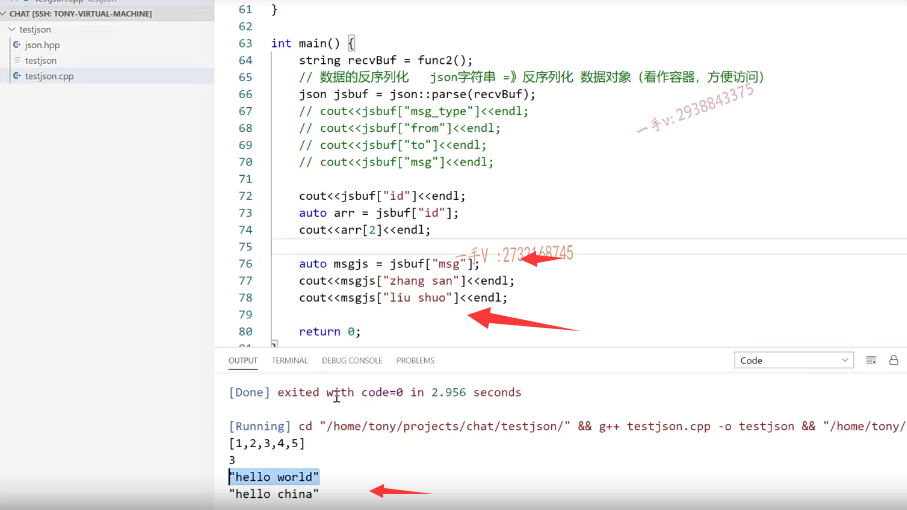 testjson.cpp testjson
CHAT [SSH: TONY-VIRTUAL-MACHINE]
testjson
json.hpp
testjson
testjson.cpp
61 }
62
63 int main() {
64 string recvBuf = func2();
65 // 数据的反序列化 json字符串 =》反序列化 数据对象（看作容器，方便访问）
66 json jsbuf = json::parse(recvBuf);
67 // cout<<jsbuf["msg_type"]<<endl;
68 // cout<<jsbuf["from"]<<endl;
69 // cout<<jsbuf["to"]<<endl;
70 // cout<<jsbuf["msg"]<<endl;
71
72 cout<<jsbuf["id"]<<endl;
73 auto arr = jsbuf["id"];
74 cout<<arr[2]<<endl;
75
76 auto msgjs = jsbuf["msg"];
77 cout<<msgjs["zhang san"]<<endl;
78 cout<<msgjs["liu shuo"]<<endl;
79
80 return 0;
81 }
一手v: 2938843375
一手V :2732168745
OUTPUT TERMINAL DEBUG CONSOLE PROBLEMS Code
[Done] exited with code=0 in 2.956 seconds
[Running] cd "/home/tony/projects/chat/testjson/" && g++ testjson.cpp -o testjson && "/home/tony/
[1,2,3,4,5]
3
"hello world"
"hello china"